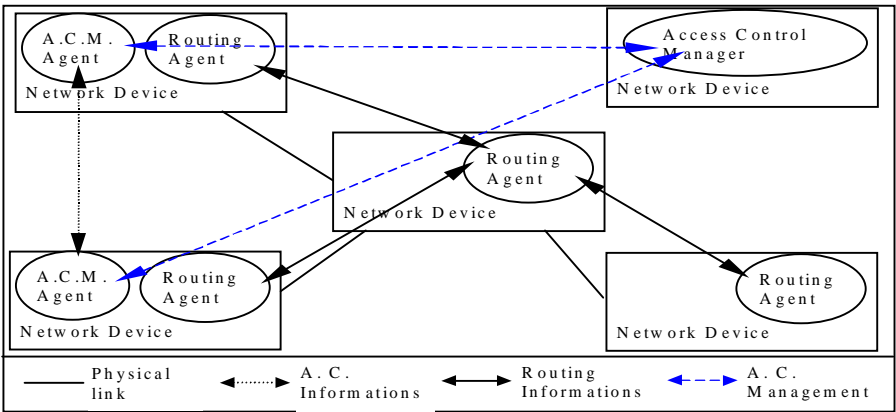 A.C.M.
Agent
Routing
Agent
Network Device
Access Control
Manager
Network Device
Routing
Agent
Network Device
A.C.M.
Agent
Routing
Agent
Network Device
Routing
Agent
Network Device
Physical
link
A.C.
Informations
Routing
Informations
A.C.
Management